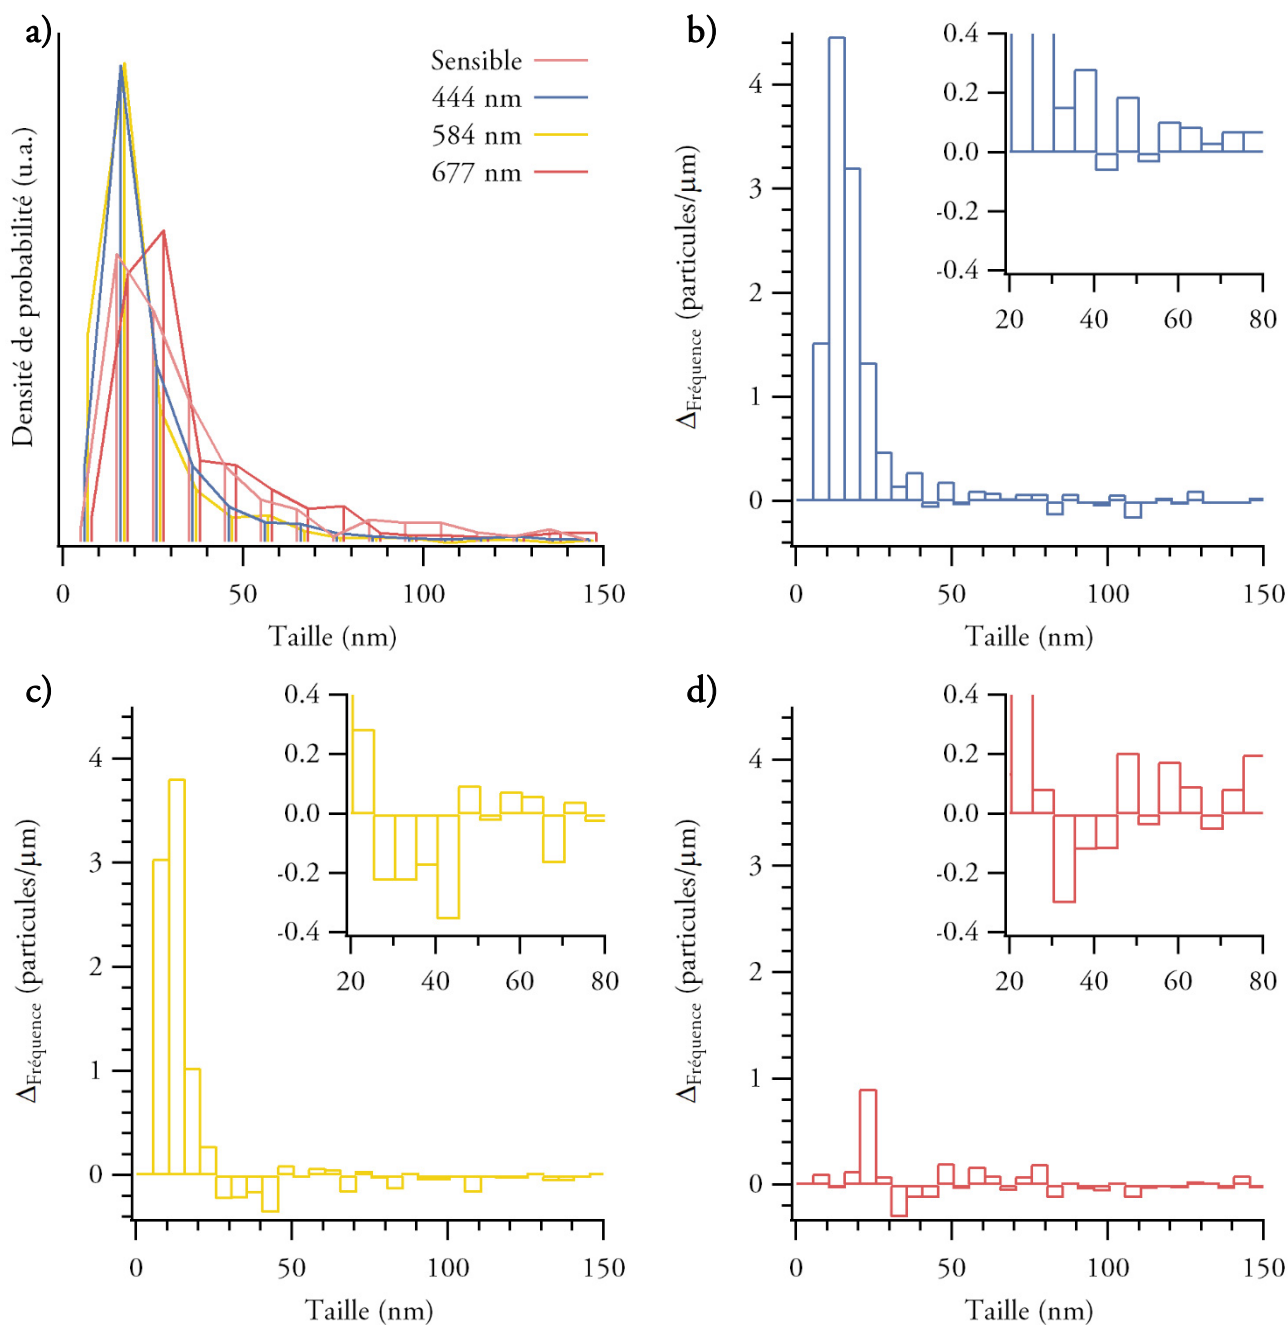 a)
Densité de probabilité (u.a.)
Sensible
444 nm
584 nm
677 nm
0 50 100 150
Taille (nm)
b)
ΔFréquence (particules/µm)
4
3
2
1
0
0 50 100 150
Taille (nm)
0.4
0.2
0.0
-0.2
-0.4
20 40 60 80
c)
ΔFréquence (particules/µm)
4
3
2
1
0
0 50 100 150
Taille (nm)
0.4
0.2
0.0
-0.2
-0.4
20 40 60 80
d)
ΔFréquence (particules/µm)
4
3
2
1
0
0 50 100 150
Taille (nm)
0.4
0.2
0.0
-0.2
-0.4
20 40 60 80